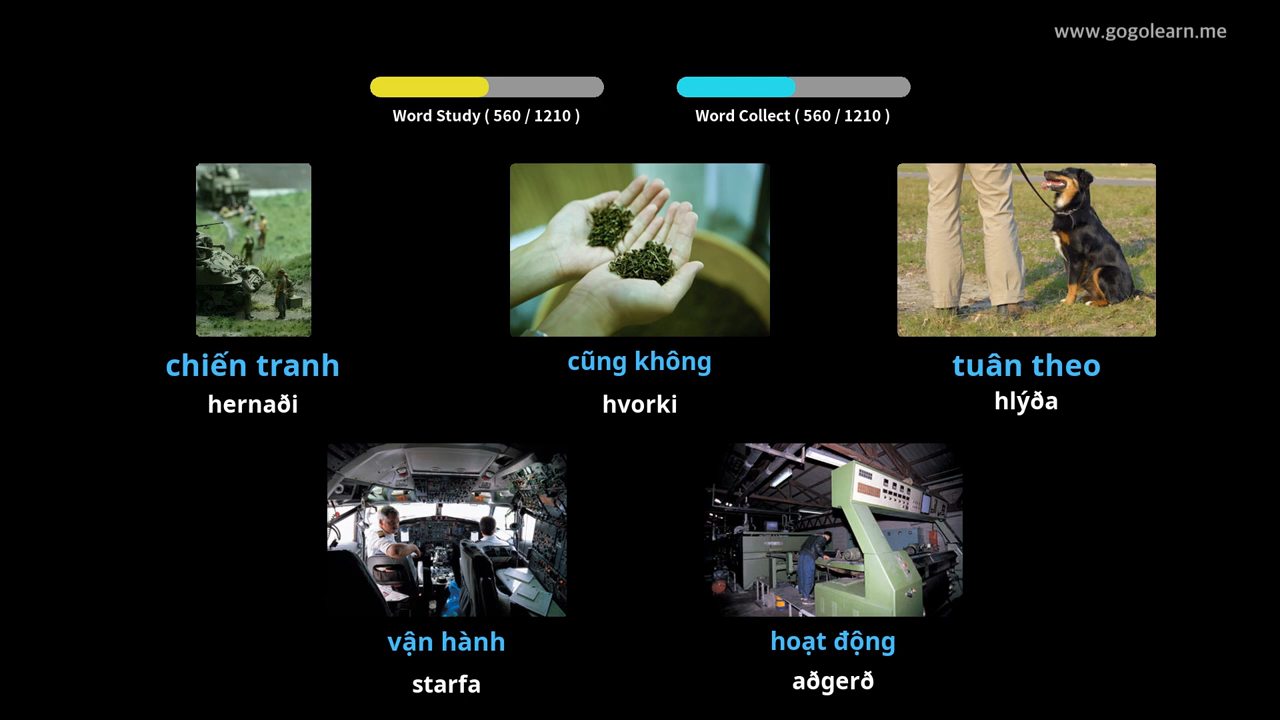 www.gogolearn.me
Word Study ( 560 / 1210 )
Word Collect ( 560 / 1210 )
chiến tranh
hernaði
cũng không
hvorki
tuân theo
hlýða
vận hành
starfa
hoạt động
aðgerð